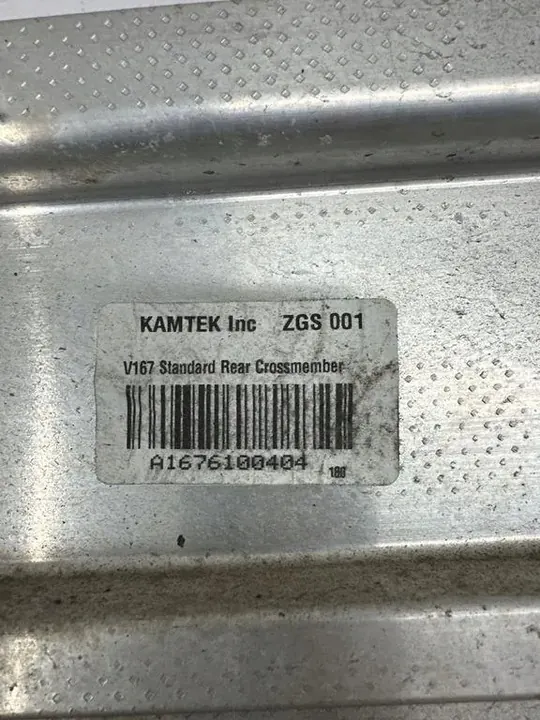 KAMTEK Inc ZGS 001
V167 Standard Rear Crossmember
A1676100404
180